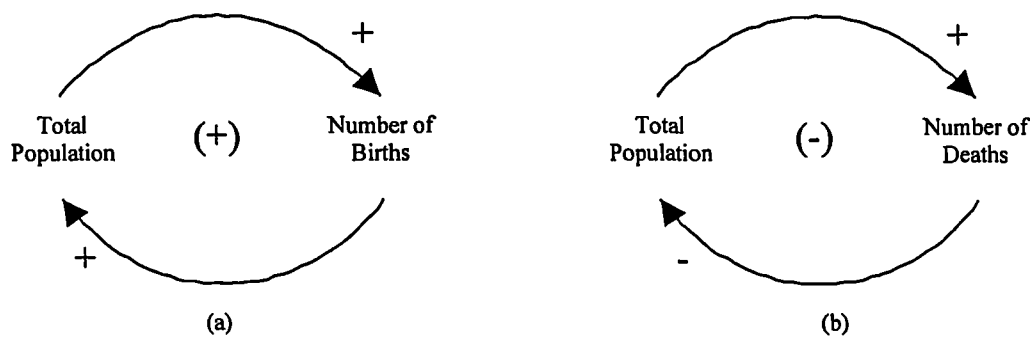 +
Total
Population
(+)
Number of
Births
+
(a)
+
Total
Population
(-)
Number of
Deaths
-
(b)